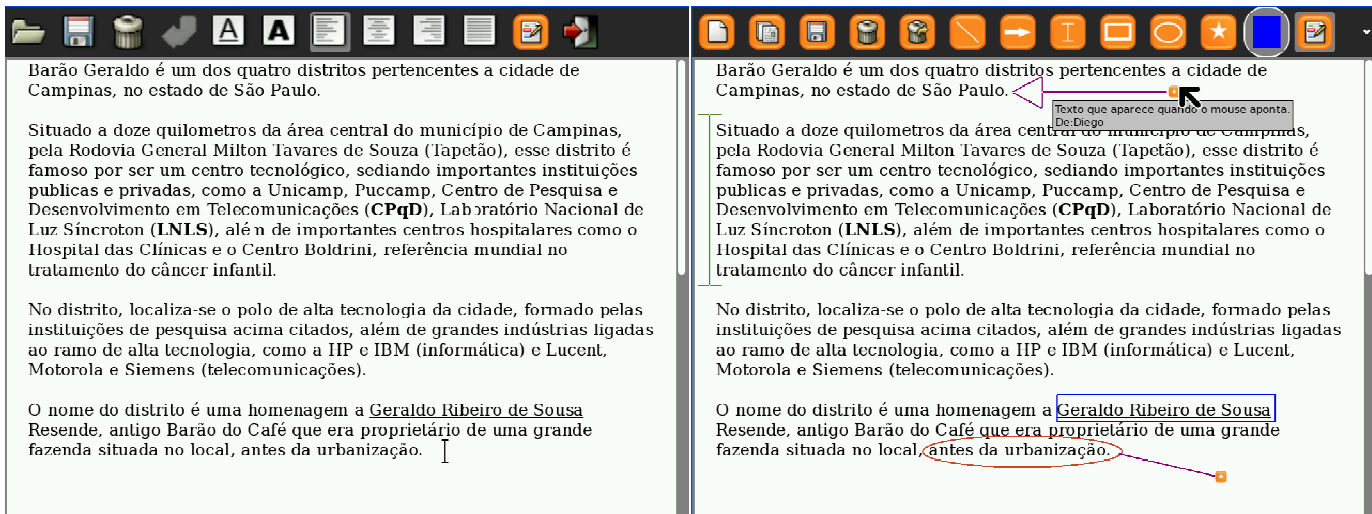 Barão Geraldo é um dos quatro distritos pertencentes a cidade de
Campinas, no estado de São Paulo.
Situado a doze quilometros da área central do município de Campinas,
pela Rodovia General Milton Tavares de Souza (Tapetão), esse distrito é
famoso por ser um centro tecnológico, sediando importantes instituições
publicas e privadas, como a Unicamp, Puccamp, Centro de Pesquisa e
Desenvolvimento em Telecomunicações (CPqD), Laboratório Nacional de
Luz Síncroton (LNLS), além de importantes centros hospitalares como o
Hospital das Clínicas e o Centro Boldrini, referência mundial no
tratamento do câncer infantil.
No distrito, localiza-se o polo de alta tecnologia da cidade, formado pelas
instituições de pesquisa acima citados, além de grandes indústrias ligadas
ao ramo de alta tecnologia, como a HP e IBM (informática) e Lucent,
Motorola e Siemens (telecomunicações).
O nome do distrito é uma homenagem a Geraldo Ribeiro de Sousa
Resende, antigo Barão do Café que era proprietário de uma grande
fazenda situada no local, antes da urbanização.
A
A
Barão Geraldo é um dos quatro distritos pertencentes a cidade de
Campinas, no estado de São Paulo.
Texto que aparece quando o mouse aponta.
De:Diego
Situado a doze quilometros da área central do município de Campinas,
pela Rodovia General Milton Tavares de Souza (Tapetão), esse distrito é
famoso por ser um centro tecnológico, sediando importantes instituições
publicas e privadas, como a Unicamp, Puccamp, Centro de Pesquisa e
Desenvolvimento em Telecomunicações (CPqD), Laboratório Nacional de
Luz Síncroton (LNLS), além de importantes centros hospitalares como o
Hospital das Clínicas e o Centro Boldrini, referência mundial no
tratamento do câncer infantil.
No distrito, localiza-se o polo de alta tecnologia da cidade, formado pelas
instituições de pesquisa acima citados, além de grandes indústrias ligadas
ao ramo de alta tecnologia, como a HP e IBM (informática) e Lucent,
Motorola e Siemens (telecomunicações).
O nome do distrito é uma homenagem a Geraldo Ribeiro de Sousa
Resende, antigo Barão do Café que era proprietário de uma grande
fazenda situada no local, antes da urbanização.